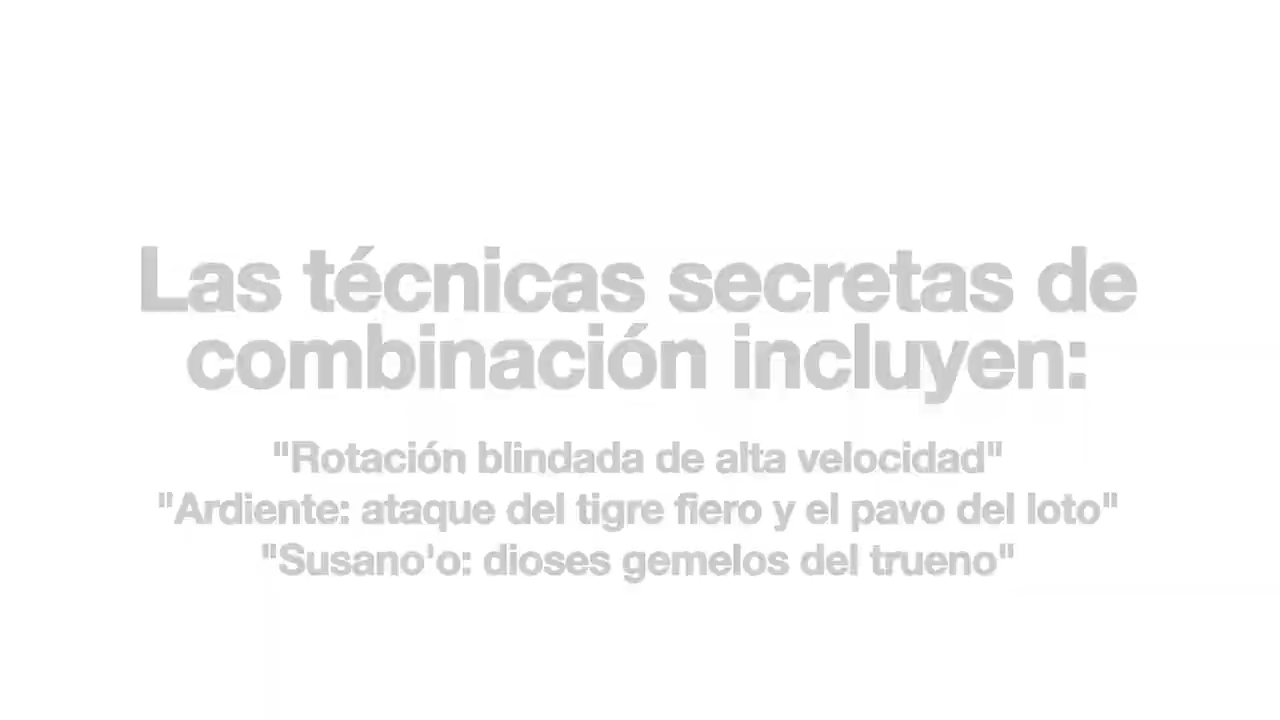 Las técnicas secretas de
combinación incluyen:
"Rotación blindada de alta velocidad"
"Ardiente: ataque del tigre fiero y el pavo del loto"
"Susano'o: dioses gemelos del trueno"